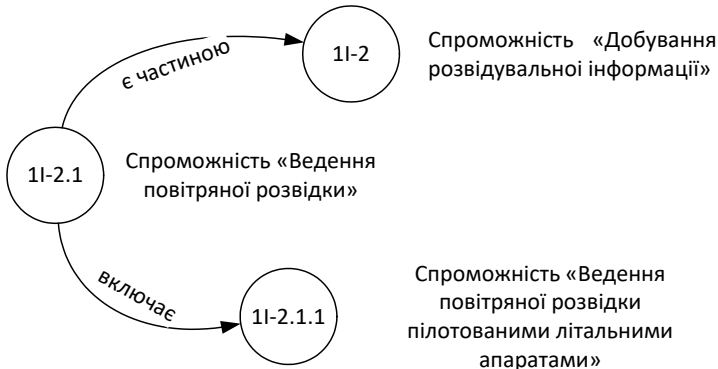 є частиною
1І-2
Спроможність «Добування
розвідувальноі інформації»
1І-2.1
Спроможність «Ведення
повітряної розвідки»
включає
1І-2.1.1
Спроможність «Ведення
повітряної розвідки
пілотованими літальними
апаратами»